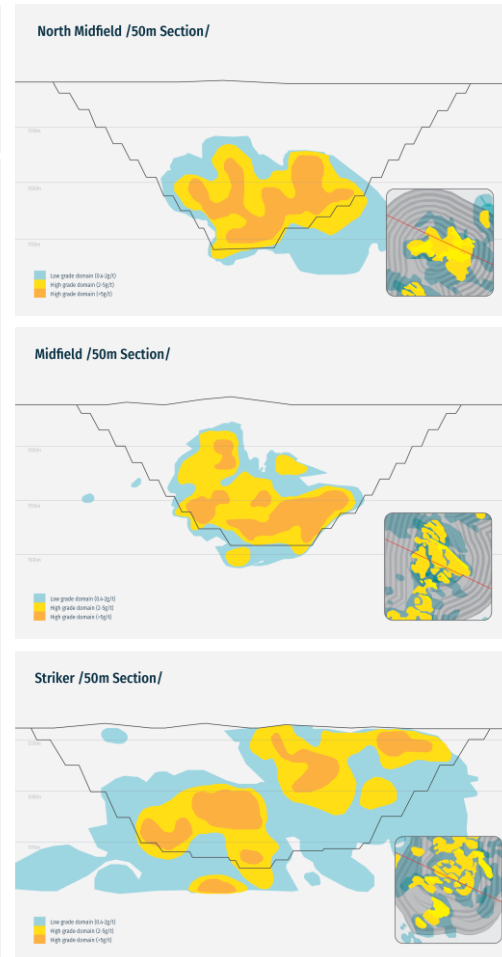 North Midfield /50m Section/
Low grade domain (0.4-2g/t)
High grade domain (2-5g/t)
High grade domain (>5g/t)
Midfield /50m Section/
Low grade domain (0.4-2g/t)
High grade domain (2-5g/t)
High grade domain (>5g/t)
Striker /50m Section/
Low grade domain (0.4-2g/t)
High grade domain (2-5g/t)
High grade domain (>5g/t)